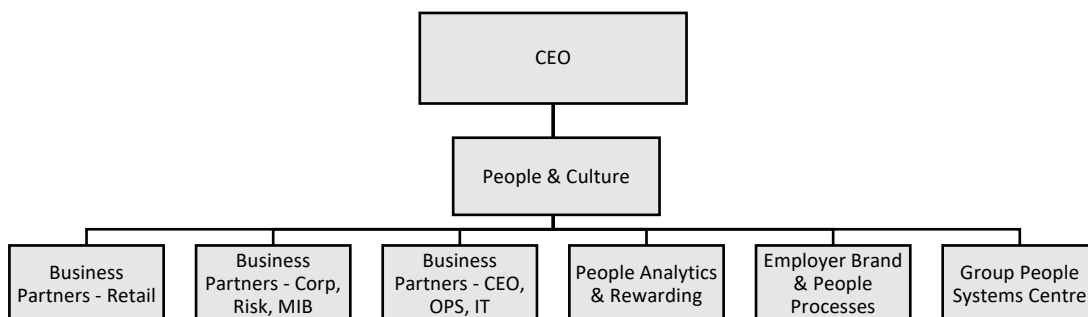 CEO
People & Culture
Business
Partners - Retail
Business
Partners - Corp,
Risk, MIB
Business
Partners - CEO,
OPS, IT
People Analytics
& Rewarding
Employer Brand
& People
Processes
Group People
Systems Centre